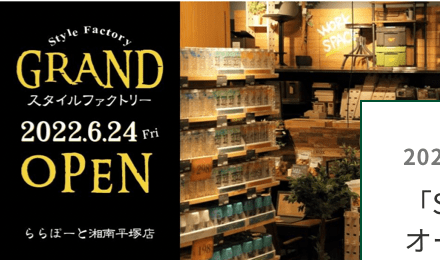 Style Factory
GRAND
スタイルファクトリー
2022.6.24 Fri
OPEN
ららぽーと湘南平塚店
WORK
SPACE
202
「S
オー